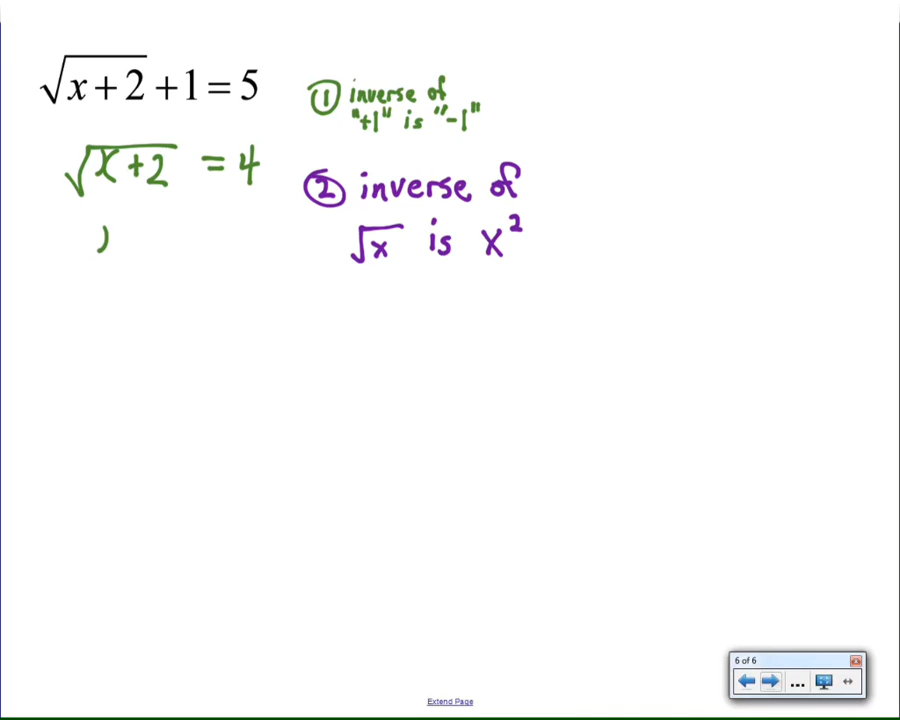 √x+2 + 1 = 5
① inverse of
"+1" is "-1"
√x+2 = 4
② inverse of
√x is x²
6 of 6
...
Extend Page